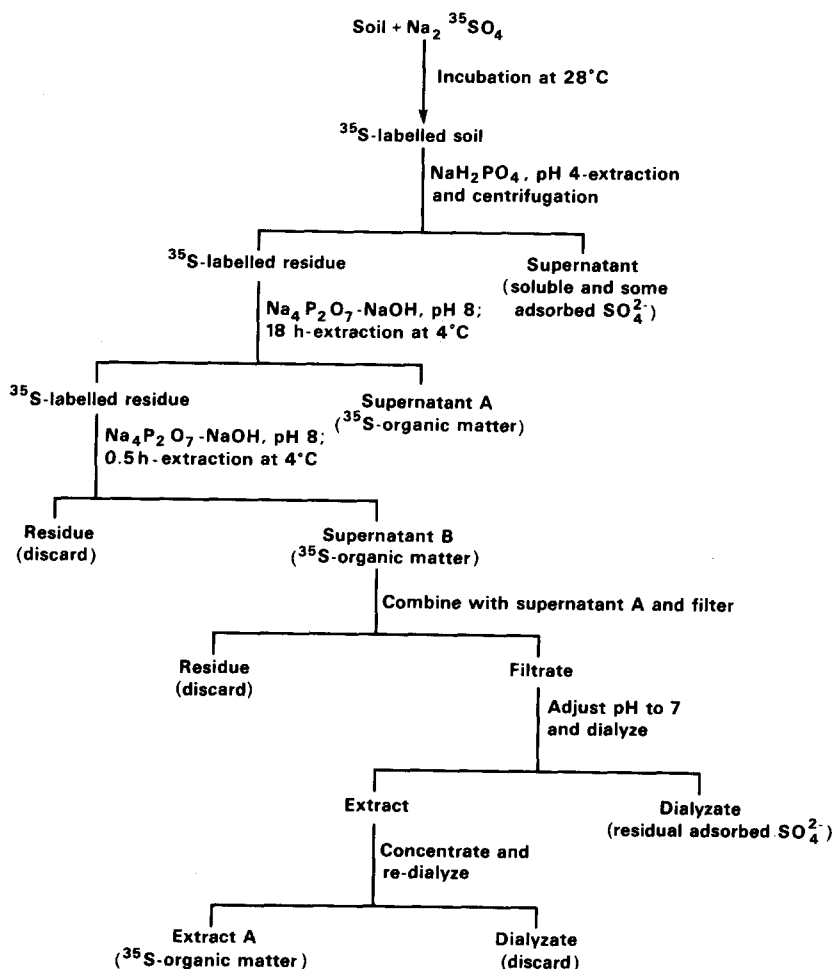 Soil + Na₂ ³⁵SO₄
Incubation at 28°C
³⁵S-labelled soil
NaH₂PO₄, pH 4-extraction
and centrifugation
³⁵S-labelled residue
Supernatant
(soluble and some
adsorbed SO₄²⁻)
Na₄P₂O₇-NaOH, pH 8;
18 h-extraction at 4°C
³⁵S-labelled residue
Supernatant A
(³⁵S-organic matter)
Na₄P₂O₇-NaOH, pH 8;
0.5h-extraction at 4°C
Residue
(discard)
Supernatant B
(³⁵S-organic matter)
Combine with supernatant A and filter
Residue
(discard)
Filtrate
Adjust pH to 7
and dialyze
Extract
Dialyzate
(residual adsorbed SO₄²⁻)
Concentrate and
re-dialyze
Extract A
(³⁵S-organic matter)
Dialyzate
(discard)